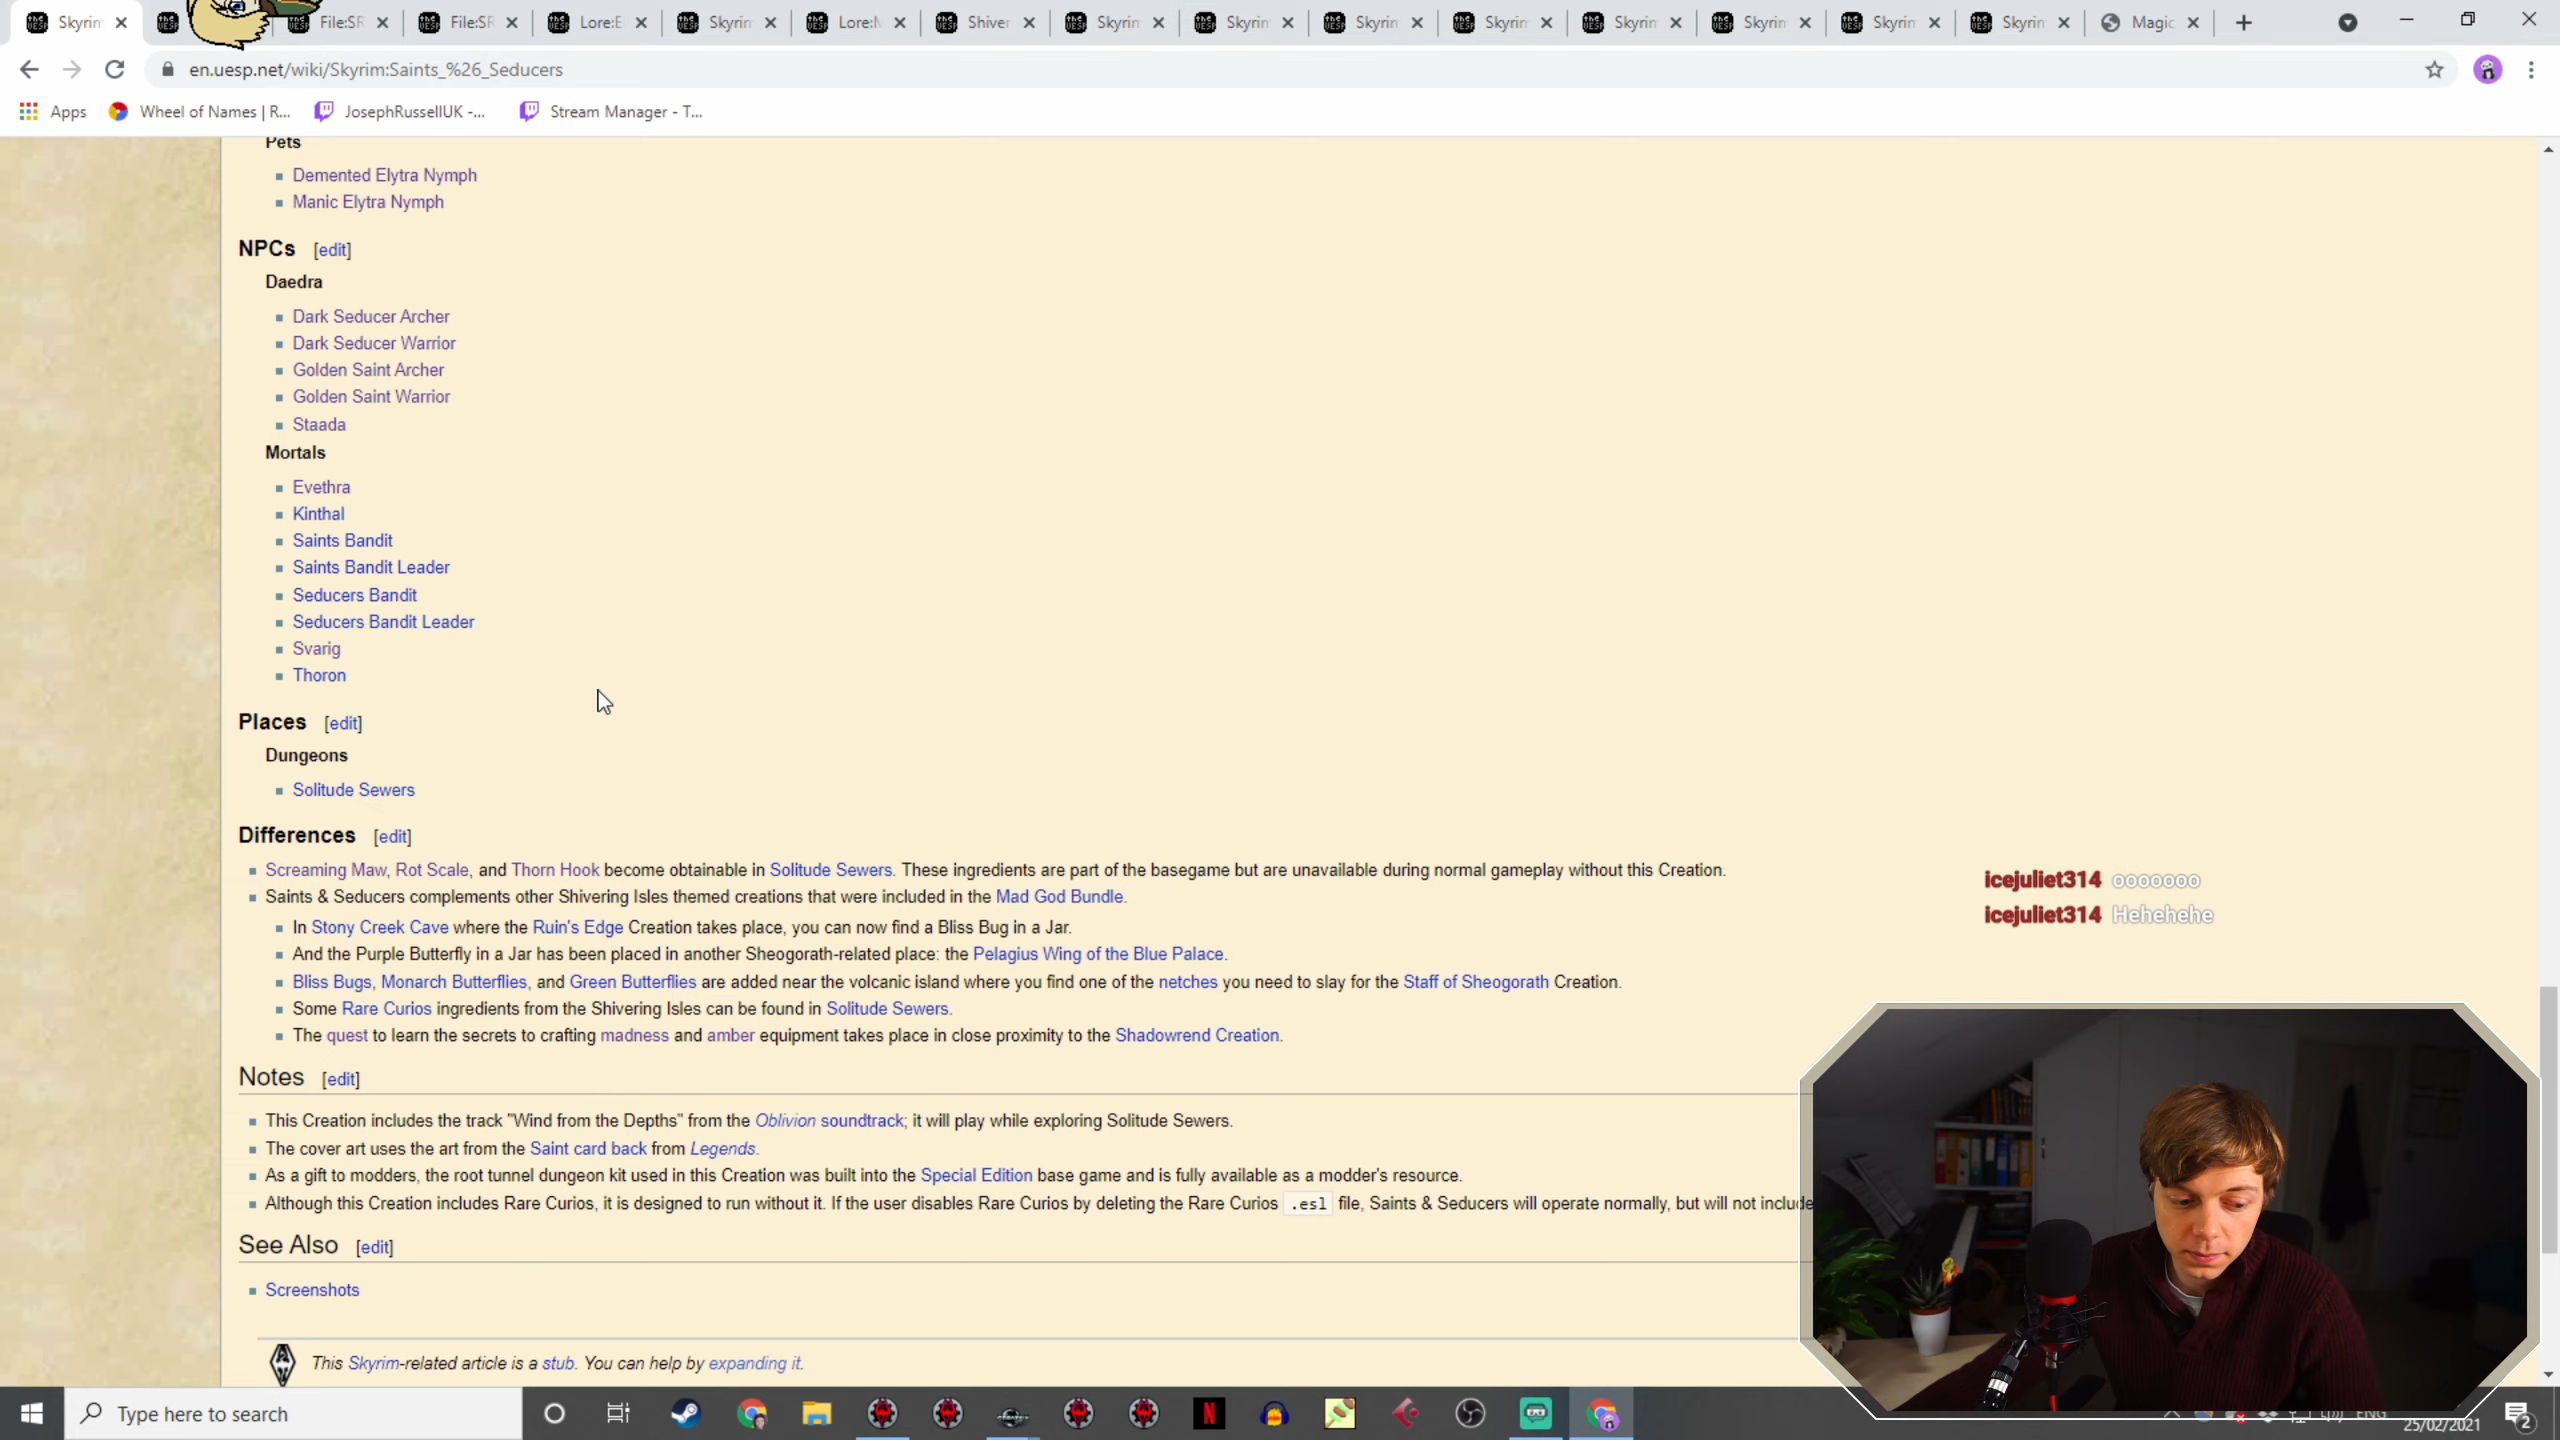 Skyrim
File:SR
File:SR
Lore:E
Skyrim
Lore:N
Shiver
Skyrim
Skyrim
Skyrim
Skyrim
Skyrim
Skyrim
Skyrim
Skyrim
Magic
en.uesp.net/wiki/Skyrim:Saints_%26_Seducers
Apps
Wheel of Names | R...
JosephRussellUK -...
Stream Manager - T...
Pets
Demented Elytra Nymph
Manic Elytra Nymph
NPCs [edit]
Daedra
Dark Seducer Archer
Dark Seducer Warrior
Golden Saint Archer
Golden Saint Warrior
Staada
Mortals
Evethra
Kinthal
Saints Bandit
Saints Bandit Leader
Seducers Bandit
Seducers Bandit Leader
Svarig
Thoron
Places [edit]
Dungeons
Solitude Sewers
Differences [edit]
Screaming Maw, Rot Scale, and Thorn Hook become obtainable in Solitude Sewers. These ingredients are part of the basegame but are unavailable during normal gameplay without this Creation.
Saints & Seducers complements other Shivering Isles themed creations that were included in the Mad God Bundle.
In Stony Creek Cave where the Ruin's Edge Creation takes place, you can now find a Bliss Bug in a Jar.
And the Purple Butterfly in a Jar has been placed in another Sheogorath-related place: the Pelagius Wing of the Blue Palace.
Bliss Bugs, Monarch Butterflies, and Green Butterflies are added near the volcanic island where you find one of the netches you need to slay for the Staff of Sheogorath Creation.
Some Rare Curios ingredients from the Shivering Isles can be found in Solitude Sewers.
The quest to learn the secrets to crafting madness and amber equipment takes place in close proximity to the Shadowrend Creation.
icejuliet314 ooooooo
icejuliet314 Hehehehe
Notes [edit]
This Creation includes the track "Wind from the Depths" from the Oblivion soundtrack; it will play while exploring Solitude Sewers.
The cover art uses the art from the Saint card back from Legends.
As a gift to modders, the root tunnel dungeon kit used in this Creation was built into the Special Edition base game and is fully available as a modder's resource.
Although this Creation includes Rare Curios, it is designed to run without it. If the user disables Rare Curios by deleting the Rare Curios .esl file, Saints & Seducers will operate normally, but will not include
See Also [edit]
Screenshots
This Skyrim-related article is a stub. You can help by expanding it.
Type here to search
ENG
25/02/2021
2